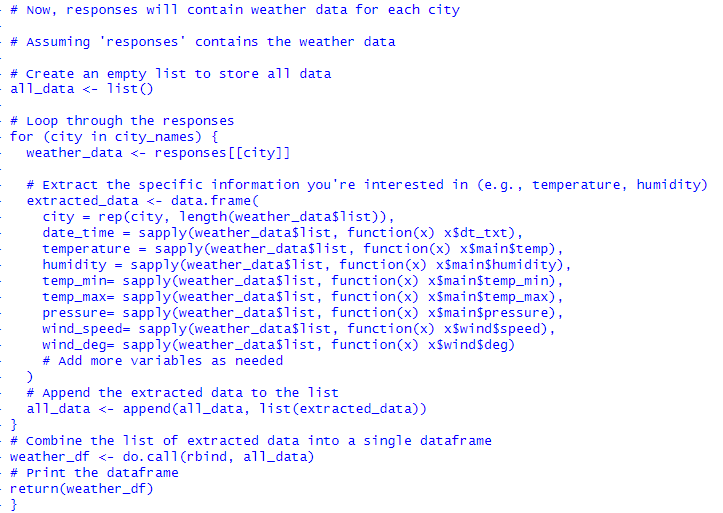 # Now, responses will contain weather data for each city
# Assuming 'responses' contains the weather data
# Create an empty list to store all data
all_data <- list()
# Loop through the responses
for (city in city_names) {
  weather_data <- responses[[city]]
  # Extract the specific information you're interested in (e.g., temperature, humidity)
  extracted_data <- data.frame(
    city = rep(city, length(weather_data$list)),
    date_time = sapply(weather_data$list, function(x) x$dt_txt),
    temperature = sapply(weather_data$list, function(x) x$main$temp),
    humidity = sapply(weather_data$list, function(x) x$main$humidity),
    temp_min= sapply(weather_data$list, function(x) x$main$temp_min),
    temp_max= sapply(weather_data$list, function(x) x$main$temp_max),
    pressure= sapply(weather_data$list, function(x) x$main$pressure),
    wind_speed= sapply(weather_data$list, function(x) x$wind$speed),
    wind_deg= sapply(weather_data$list, function(x) x$wind$deg)
    # Add more variables as needed
  )
  # Append the extracted data to the list
  all_data <- append(all_data, list(extracted_data))
}
# Combine the list of extracted data into a single dataframe
weather_df <- do.call(rbind, all_data)
# Print the dataframe
return(weather_df)
}